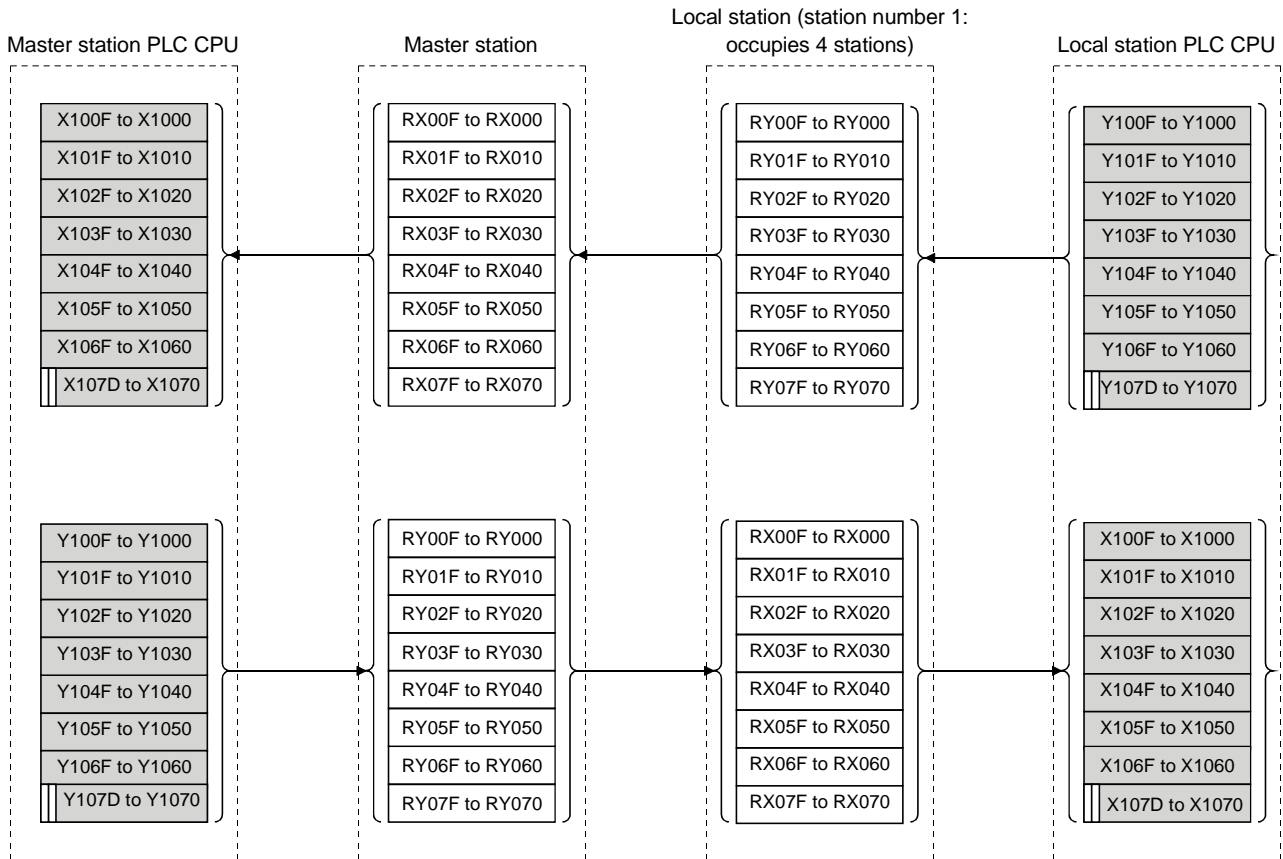 Local station (station number 1:
Master station PLC CPU Master station occupies 4 stations) Local station PLC CPU
X100F to X1000 RX00F to RX000 RY00F to RY000 Y100F to Y1000
X101F to X1010 RX01F to RX010 RY01F to RY010 Y101F to Y1010
X102F to X1020 RX02F to RX020 RY02F to RY020 Y102F to Y1020
X103F to X1030 RX03F to RX030 RY03F to RY030 Y103F to Y1030
X104F to X1040 RX04F to RX040 RY04F to RY040 Y104F to Y1040
X105F to X1050 RX05F to RX050 RY05F to RY050 Y105F to Y1050
X106F to X1060 RX06F to RX060 RY06F to RY060 Y106F to Y1060
X107D to X1070 RX07F to RX070 RY07F to RY070 Y107D to Y1070
Y100F to Y1000 RY00F to RY000 RX00F to RX000 X100F to X1000
Y101F to Y1010 RY01F to RY010 RX01F to RX010 X101F to X1010
Y102F to Y1020 RY02F to RY020 RX02F to RX020 X102F to X1020
Y103F to Y1030 RY03F to RY030 RX03F to RX030 X103F to X1030
Y104F to Y1040 RY04F to RY040 RX04F to RX040 X104F to X1040
Y105F to Y1050 RY05F to RY050 RX05F to RX050 X105F to X1050
Y106F to Y1060 RY06F to RY060 RX06F to RX060 X106F to X1060
Y107D to Y1070 RY07F to RY070 RX07F to RX070 X107D to X1070